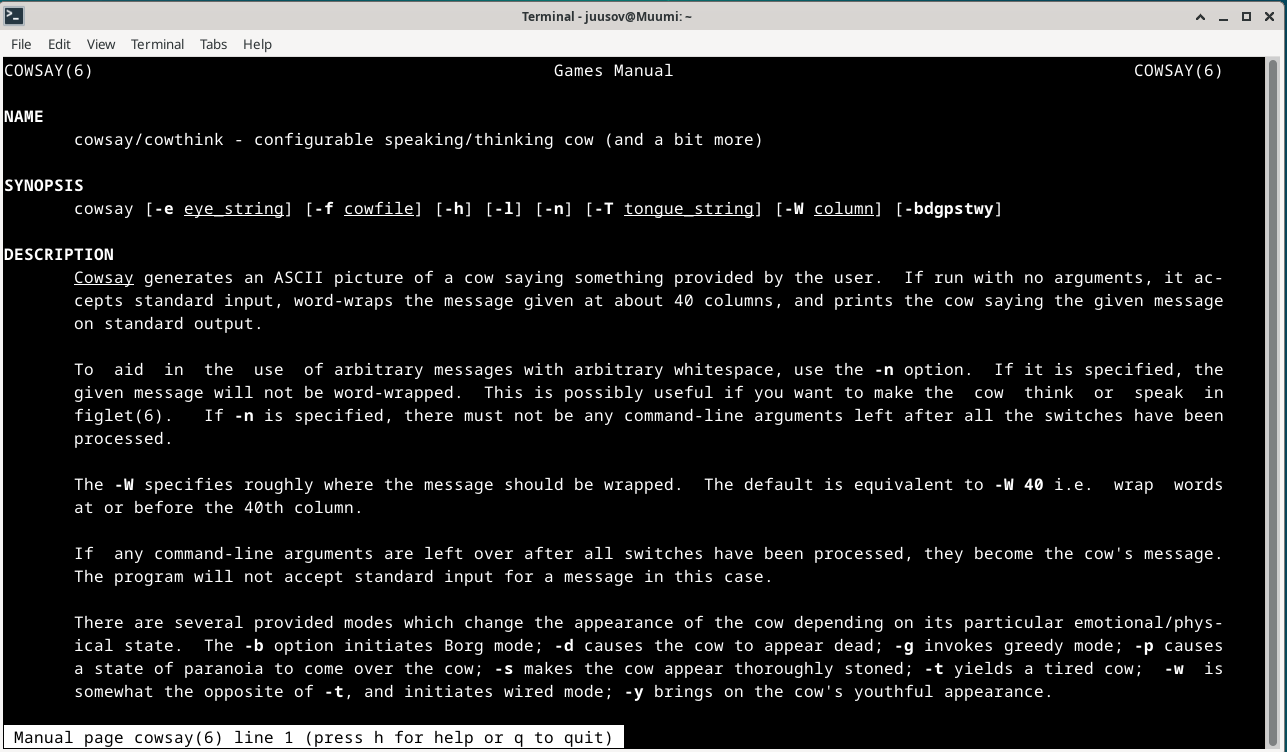 Terminal - juusov@Muumi: ~
File Edit View Terminal Tabs Help
COWSAY(6) Games Manual COWSAY(6)
NAME
cowsay/cowthink - configurable speaking/thinking cow (and a bit more)
SYNOPSIS
cowsay [-e eye_string] [-f cowfile] [-h] [-l] [-n] [-T tongue_string] [-W column] [-bdgpstwy]
DESCRIPTION
Cowsay generates an ASCII picture of a cow saying something provided by the user.  If run with no arguments, it ac-
cepts standard input, word-wraps the message given at about 40 columns, and prints the cow saying the given message
on standard output.
To  aid  in  the  use  of arbitrary messages with arbitrary whitespace, use the -n option.  If it is specified, the
given message will not be word-wrapped.  This is possibly useful if you want to make the  cow  think  or  speak  in
figlet(6).   If -n is specified, there must not be any command-line arguments left after all the switches have been
processed.
The -W specifies roughly where the message should be wrapped.  The default is equivalent to -W 40 i.e.  wrap  words
at or before the 40th column.
If  any command-line arguments are left over after all switches have been processed, they become the cow's message.
The program will not accept standard input for a message in this case.
There are several provided modes which change the appearance of the cow depending on its particular emotional/phys-
ical state.  The -b option initiates Borg mode; -d causes the cow to appear dead; -g invokes greedy mode; -p causes
a state of paranoia to come over the cow; -s makes the cow appear thoroughly stoned; -t yields a tired cow;  -w  is
somewhat the opposite of -t, and initiates wired mode; -y brings on the cow's youthful appearance.
Manual page cowsay(6) line 1 (press h for help or q to quit)